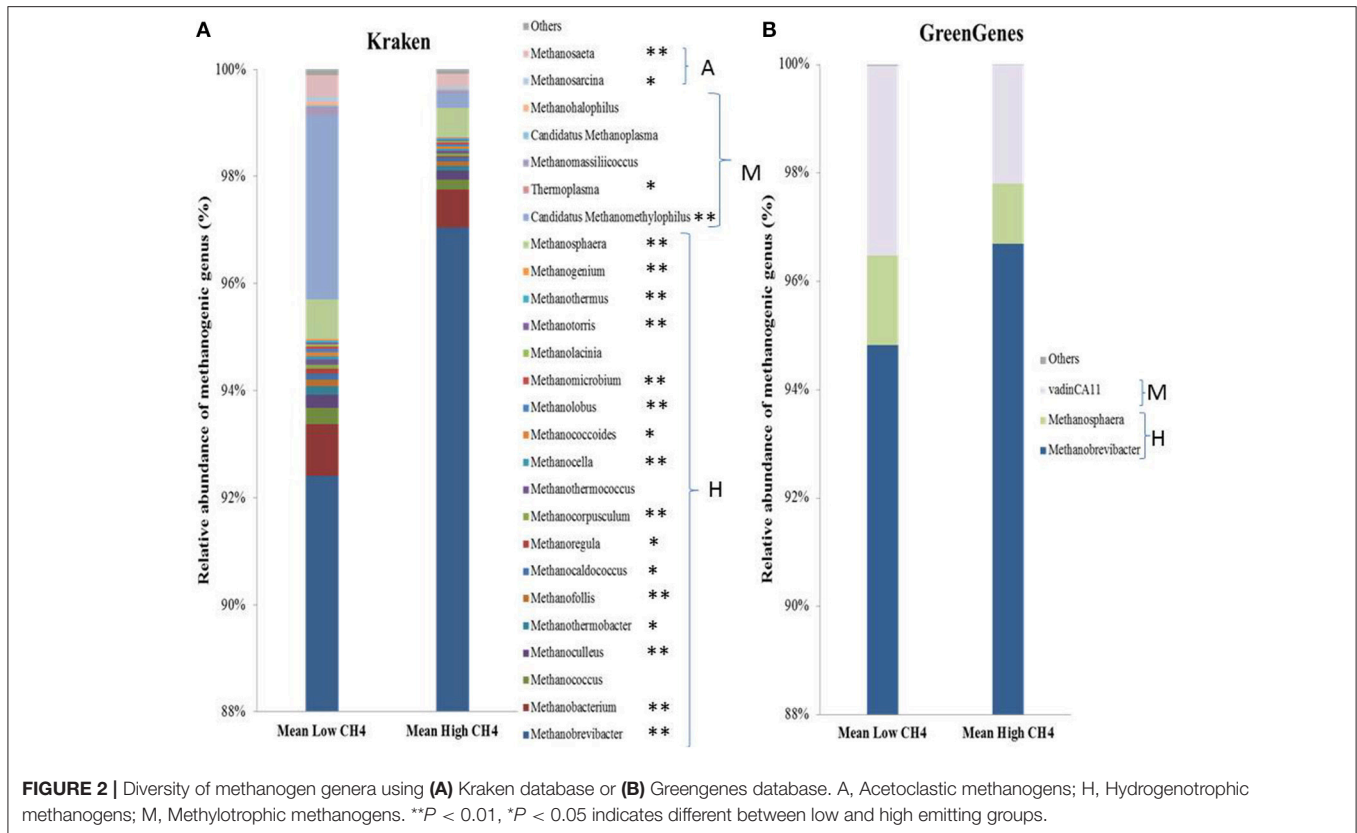 A
Kraken
Relative abundance of methanogenic genus (%)
100%
98%
96%
94%
92%
90%
88%
Mean Low CH4
Mean High CH4
Others
Methanosaeta **
Methanosarcina *
A
Methanohalophilus
Candidatus Methanoplasma
Methanomassiliicoccus
Thermoplasma *
Candidatus Methanomethylophilus **
M
Methanosphaera **
Methanogenium **
Methanothermus **
Methanotorris **
Methanolacinia
Methanomicrobium **
Methanolobus **
Methanococcoides *
Methanocella **
Methanothermococcus
Methanocorpusculum **
Methanoregula *
Methanocaldococcus *
Methanofollis **
Methanothermobacter *
Methanoculleus **
Methanococcus
Methanobacterium **
Methanobrevibacter **
H
B
GreenGenes
Relative abundance of methanogenic genus (%)
100%
98%
96%
94%
92%
90%
88%
Mean Low CH4
Mean High CH4
Others
vadinCA11
M
Methanosphaera
Methanobrevibacter
H
FIGURE 2 | Diversity of methanogen genera using (A) Kraken database or (B) Greengenes database. A, Acetoclastic methanogens; H, Hydrogenotrophic
methanogens; M, Methylotrophic methanogens. **P < 0.01, *P < 0.05 indicates different between low and high emitting groups.